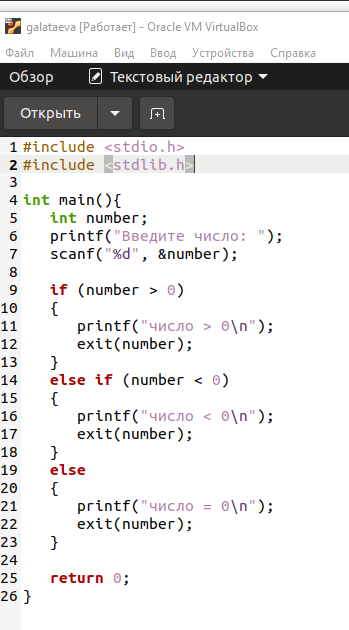 galataeva [Работает] - Oracle VM VirtualBox
Файл Машина Вид Ввод Устройства Справка
Обзор Текстовый редактор
Открыть
1 #include <stdio.h>
2 #include <stdlib.h>
3
4 int main(){
5    int number;
6    printf("Введите число: ");
7    scanf("%d", &number);
8
9    if (number > 0)
10    {
11       printf("число > 0\n");
12       exit(number);
13    }
14    else if (number < 0)
15    {
16       printf("число < 0\n");
17       exit(number);
18    }
19    else
20    {
21       printf("число = 0\n");
22       exit(number);
23    }
24
25    return 0;
26 }